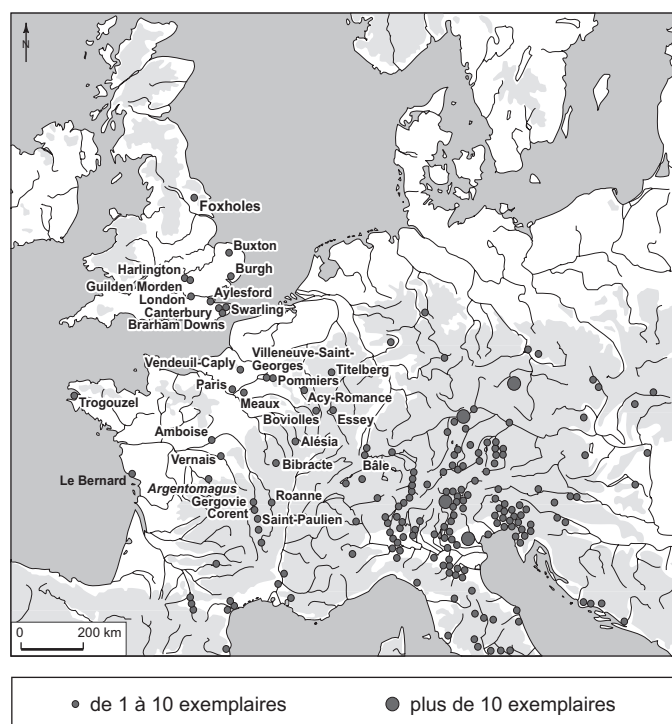 N
Foxholes
Buxton
Harlington
Burgh
Guilden Morden
Aylesford
London
Canterbury
Swarling
Brarham Downs
Villeneuve-Saint-
Georges
Vendeuil-Caply
Titelberg
Pommiers
Paris
Acy-Romance
Trogouzel
Meaux
Boviolles
Essey
Amboise
Alésia
Vernais
Bibracte
Bâle
Le Bernard
Argentomagus
Roanne
Gergovie
Corent
Saint-Paulien
0
200 km
de 1 à 10 exemplaires
plus de 10 exemplaires